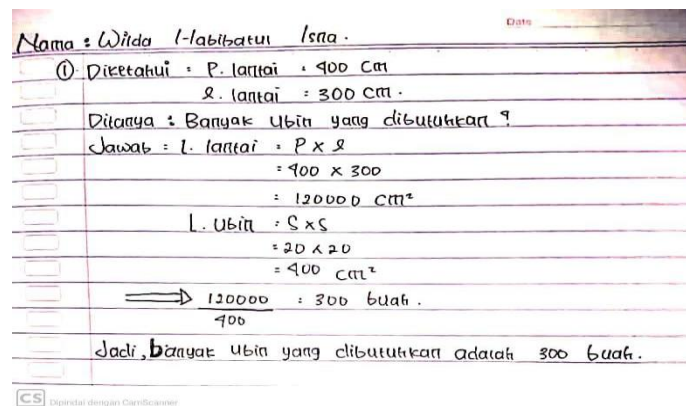 Date
Nama : Wilda Habibatul Isna.
① Diketahui : P. lantai : 400 cm
l. lantai : 300 cm.
Ditanya : Banyak Ubin yang dibutuhkan ?
Jawab = l. lantai : P x l
= 400 x 300
: 120000 cm²
L. Ubin : S x S
= 20 x 20
= 400 cm²
⟹ 120000 : 300 buah.
400
Jadi, banyak ubin yang dibutuhkan adalah 300 buah.
CS Dipindai dengan CamScanner